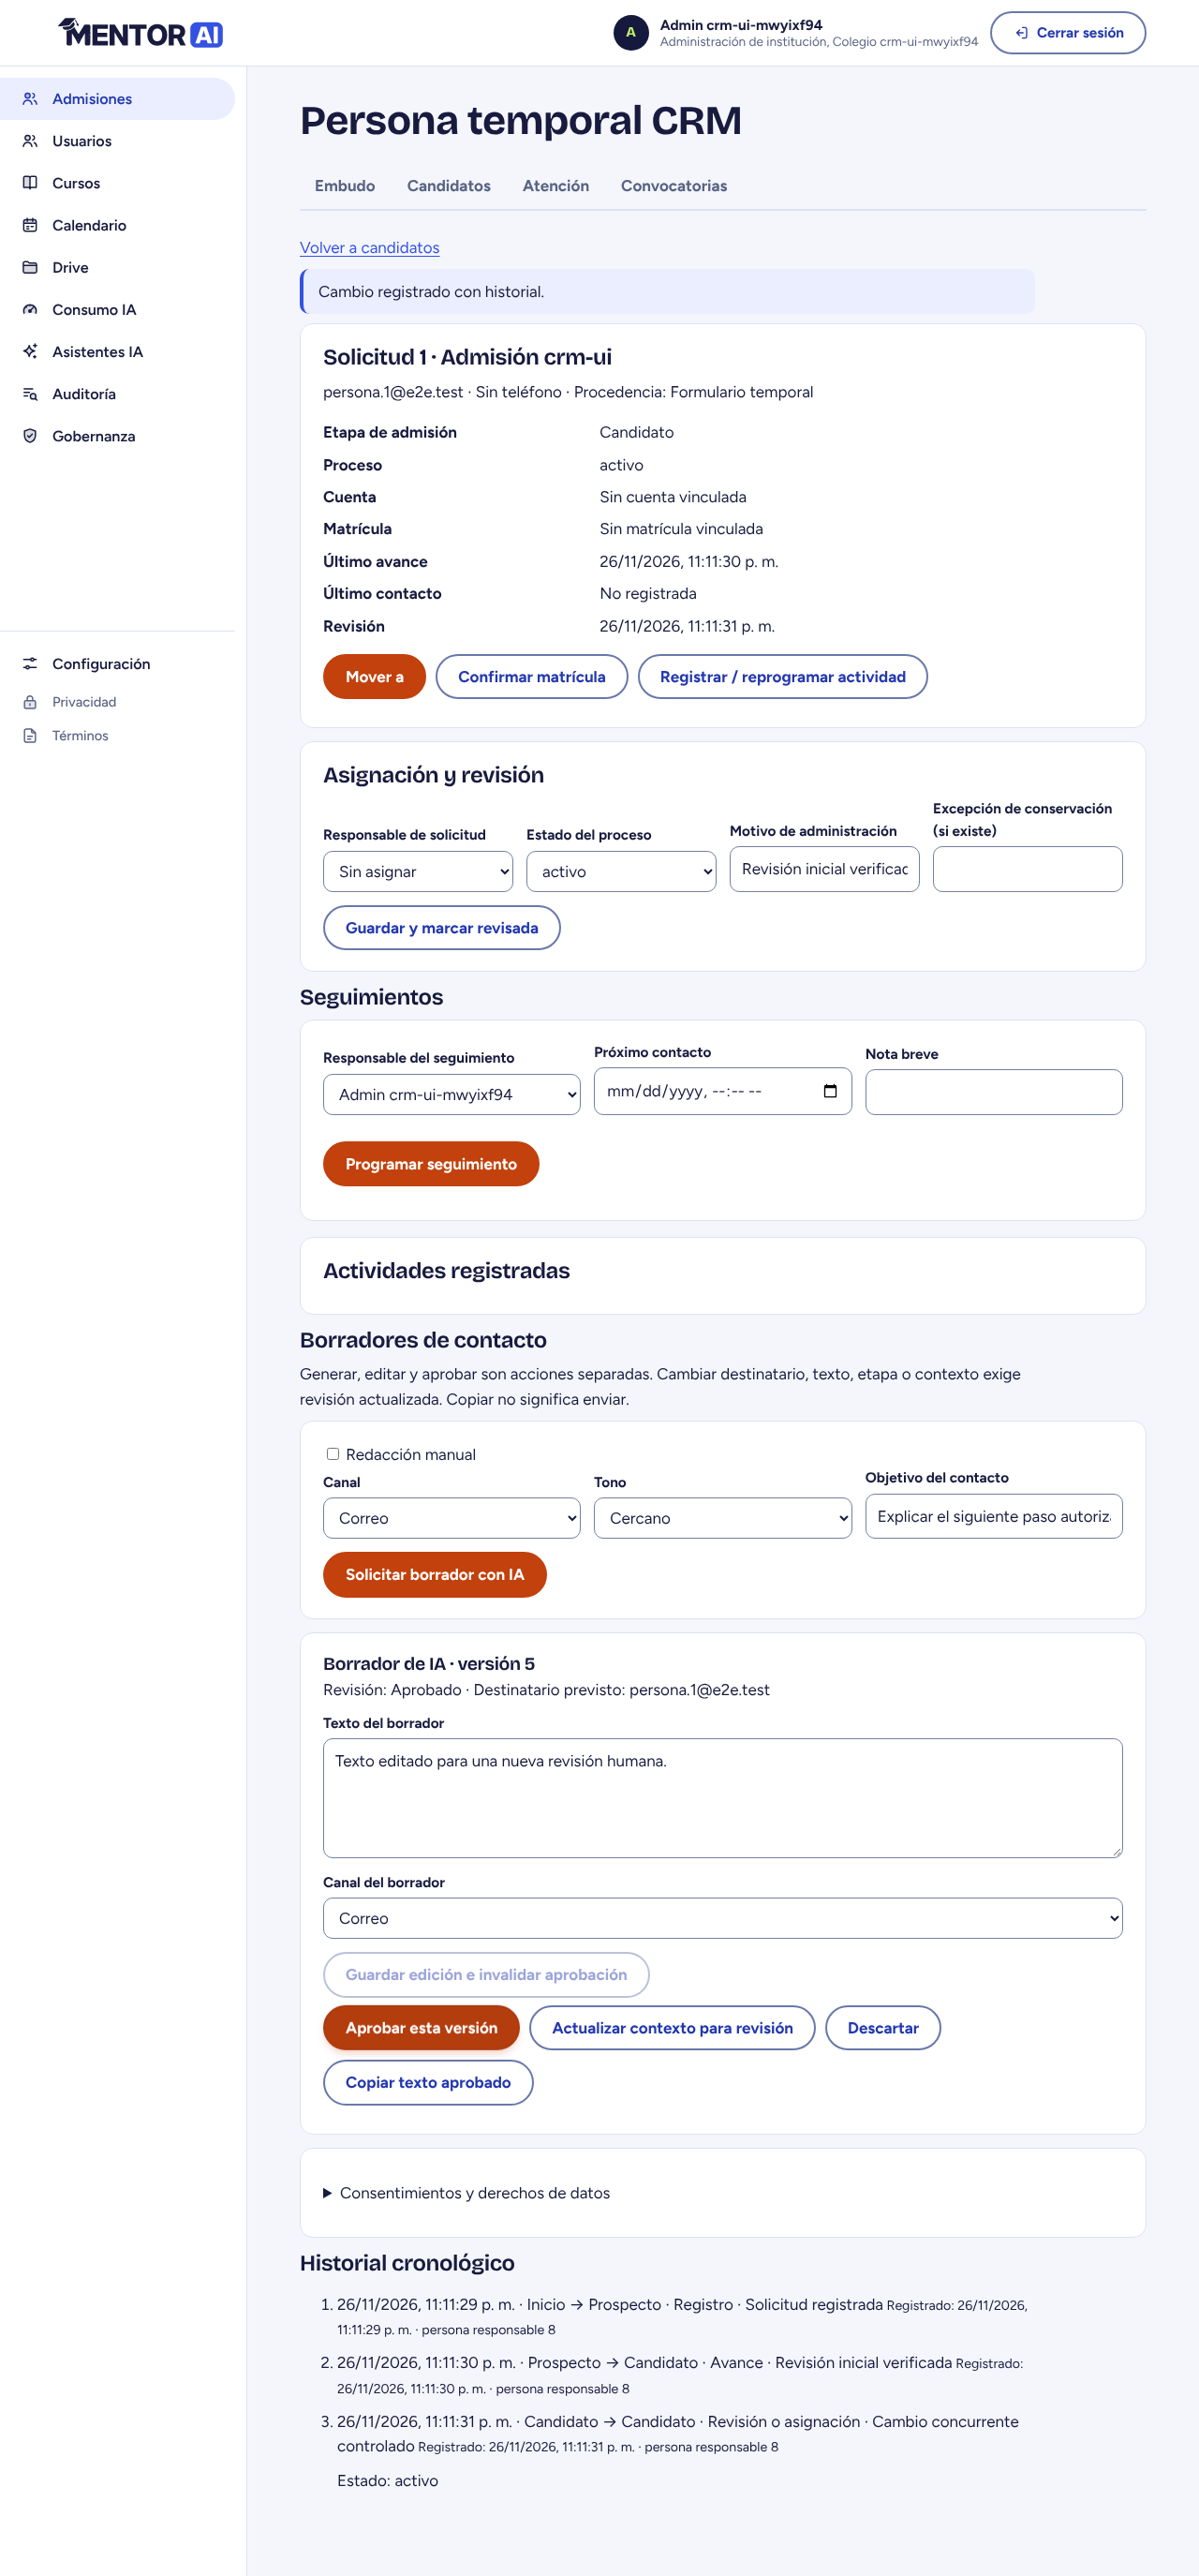 MENTOR AI
A
Admin crm-ui-mwyixf94
Administración de institución, Colegio crm-ui-mwyixf94
Cerrar sesión
Admisiones
Usuarios
Cursos
Calendario
Drive
Consumo IA
Asistentes IA
Auditoría
Gobernanza
Configuración
Privacidad
Términos
Persona temporal CRM
Embudo Candidatos Atención Convocatorias
Volver a candidatos
Cambio registrado con historial.
Solicitud 1 · Admisión crm-ui
persona.1@e2e.test · Sin teléfono · Procedencia: Formulario temporal
Etapa de admisión Candidato
Proceso activo
Cuenta Sin cuenta vinculada
Matrícula Sin matrícula vinculada
Último avance 26/11/2026, 11:11:30 p. m.
Último contacto No registrada
Revisión 26/11/2026, 11:11:31 p. m.
Mover a Confirmar matrícula Registrar / reprogramar actividad
Asignación y revisión
Responsable de solicitud Estado del proceso Motivo de administración Excepción de conservación
(si existe)
Sin asignar activo Revisión inicial verificac
Guardar y marcar revisada
Seguimientos
Responsable del seguimiento Próximo contacto Nota breve
Admin crm-ui-mwyixf94 mm/dd/yyyy, --:-- --
Programar seguimiento
Actividades registradas
Borradores de contacto
Generar, editar y aprobar son acciones separadas. Cambiar destinatario, texto, etapa o contexto exige
revisión actualizada. Copiar no significa enviar.
Redacción manual
Canal Tono Objetivo del contacto
Correo Cercano Explicar el siguiente paso autoriza
Solicitar borrador con IA
Borrador de IA · versión 5
Revisión: Aprobado · Destinatario previsto: persona.1@e2e.test
Texto del borrador
Texto editado para una nueva revisión humana.
Canal del borrador
Correo
Guardar edición e invalidar aprobación
Aprobar esta versión Actualizar contexto para revisión Descartar
Copiar texto aprobado
Consentimientos y derechos de datos
Historial cronológico
1. 26/11/2026, 11:11:29 p. m. · Inicio → Prospecto · Registro · Solicitud registrada Registrado: 26/11/2026,
11:11:29 p. m. · persona responsable 8
2. 26/11/2026, 11:11:30 p. m. · Prospecto → Candidato · Avance · Revisión inicial verificada Registrado:
26/11/2026, 11:11:30 p. m. · persona responsable 8
3. 26/11/2026, 11:11:31 p. m. · Candidato → Candidato · Revisión o asignación · Cambio concurrente
controlado Registrado: 26/11/2026, 11:11:31 p. m. · persona responsable 8
Estado: activo